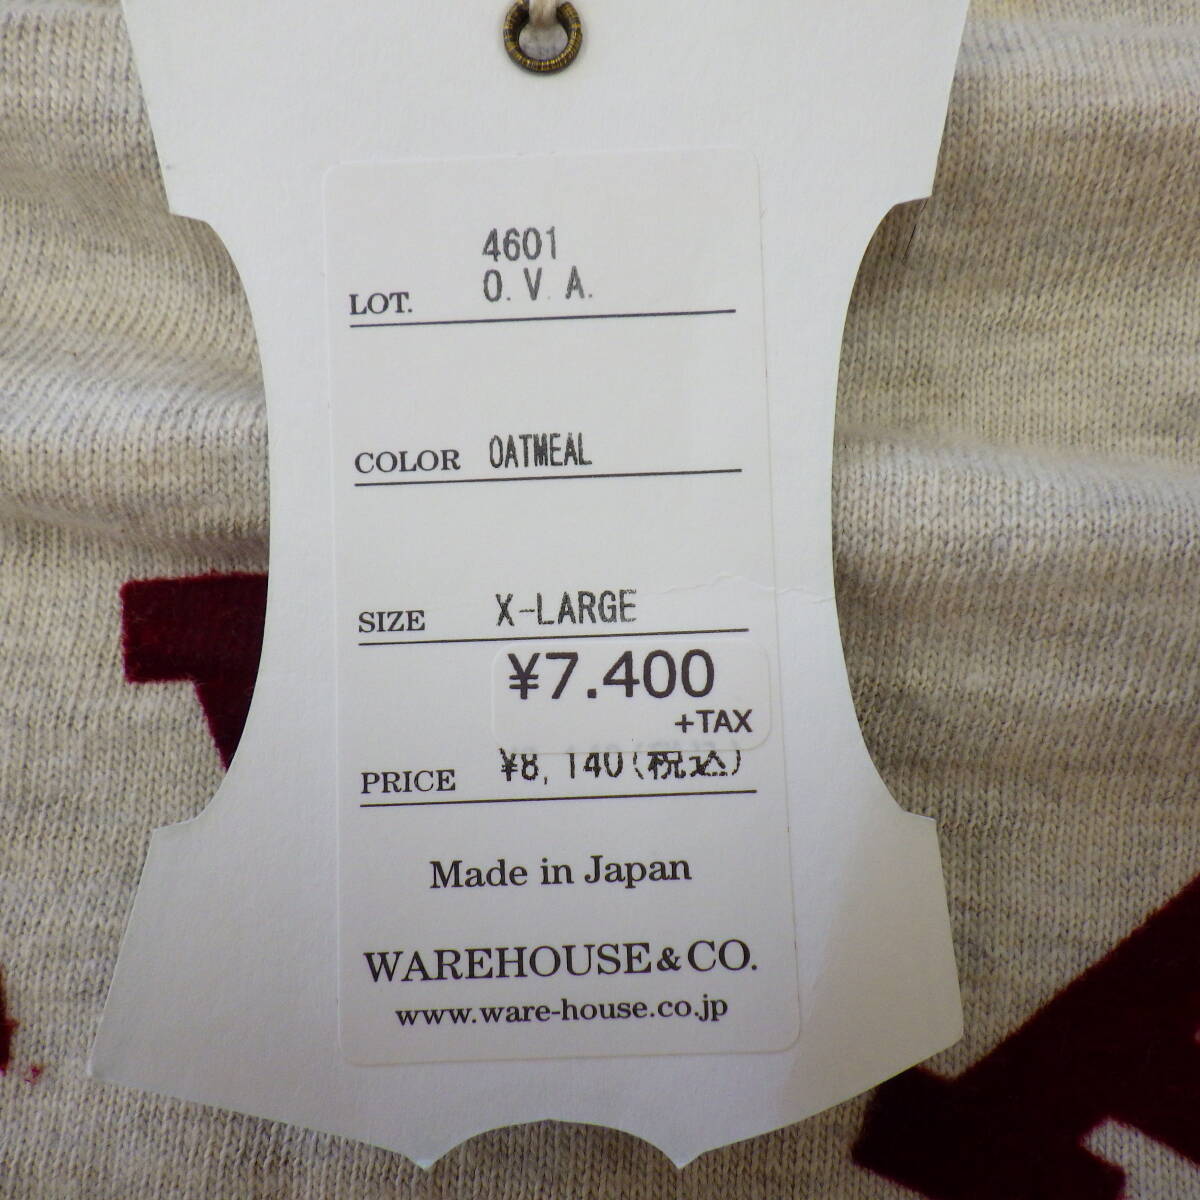 4601
LOT. O.V.A.
COLOR OATMEAL
SIZE X-LARGE
¥7.400
+TAX
PRICE ¥8,140(税込)
Made in Japan
WAREHOUSE & CO.
www.ware-house.co.jp